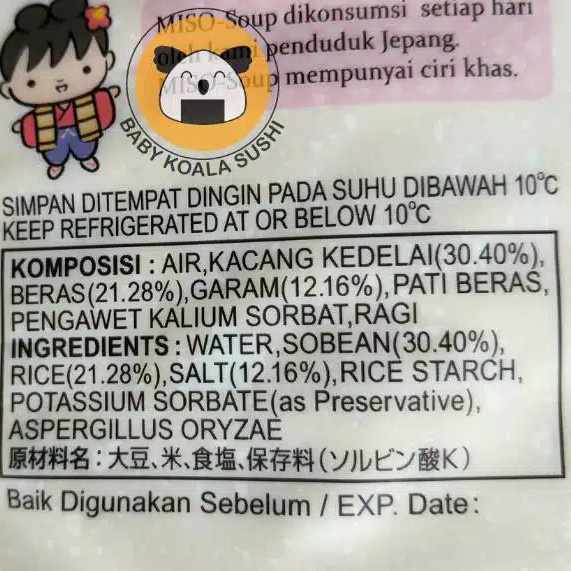 MISO-Soup dikonsumsi setiap hari
oleh kami penduduk Jepang.
MISO-Soup mempunyai ciri khas.
BABY KOALA SUSHI
SIMPAN DITEMPAT DINGIN PADA SUHU DIBAWAH 10°C
KEEP REFRIGERATED AT OR BELOW 10°C
KOMPOSISI : AIR,KACANG KEDELAI(30.40%),
BERAS(21.28%),GARAM(12.16%),PATI BERAS,
PENGAWET KALIUM SORBAT,RAGI
INGREDIENTS : WATER,SOBEAN(30.40%),
RICE(21.28%),SALT(12.16%),RICE STARCH,
POTASSIUM SORBATE(as Preservative),
ASPERGILLUS ORYZAE
原材料名：大豆、米、食塩、保存料(ソルビン酸K)
Baik Digunakan Sebelum / EXP. Date: